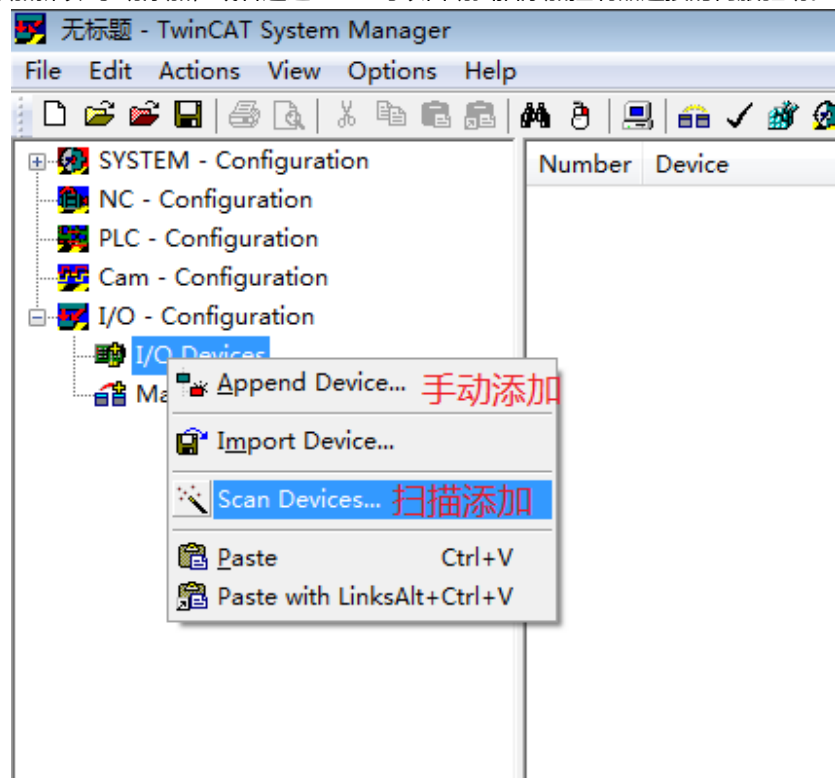 无标题 - TwinCAT System Manager
File Edit Actions View Options Help
SYSTEM - Configuration
Number Device
NC - Configuration
PLC - Configuration
Cam - Configuration
I/O - Configuration
I/O Devices
Ma
Append Device... 手动添加
Import Device...
Scan Devices... 扫描添加
Paste Ctrl+V
Paste with LinksAlt+Ctrl+V